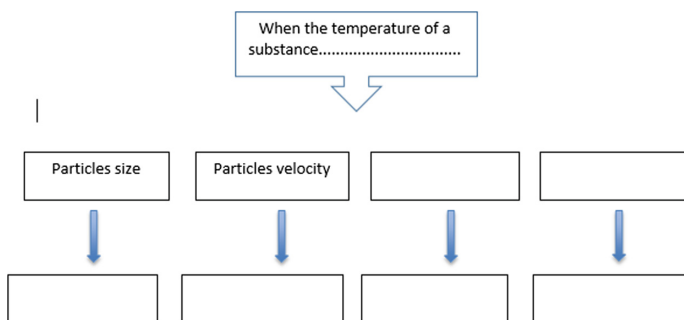 When the temperature of a
substance.................................
Particles size
Particles velocity